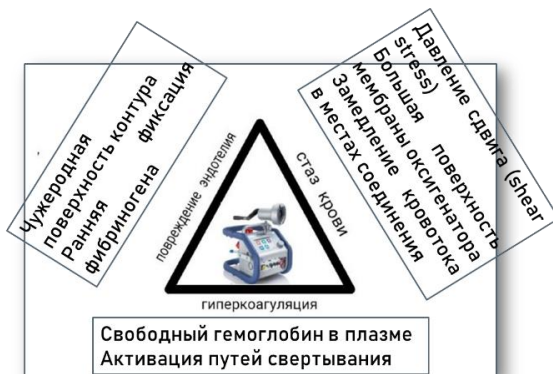 Чужеродная
поверхность контура
Ранняя фиксация
фибриногена
Давление сдвига (shear
stress)
Большая поверхность
мембраны оксигенатора
Замедление кровотока
в местах соединения
повреждение эндотелия
стаз крови
гиперкоагуляция
Свободный гемоглобин в плазме
Активация путей свертывания